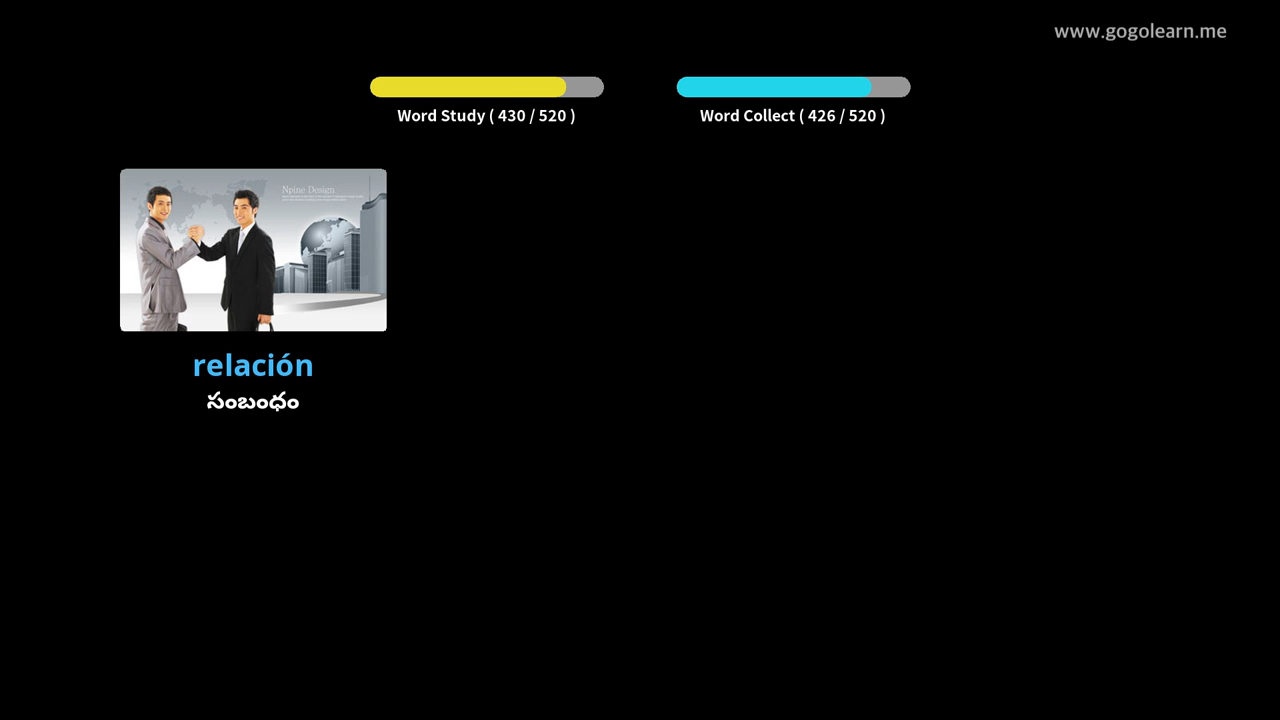 www.gogolearn.me
Word Study ( 430 / 520 )
Word Collect ( 426 / 520 )
Npine Design
relación
సంబంధం